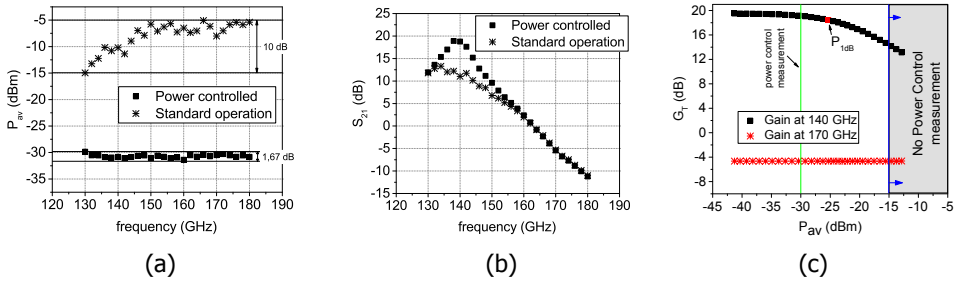 -5
-10
-15
-20
-25
-30
-35
P_av (dBm)
10 dB
Power controlled
Standard operation
1,67 dB
120 130 140 150 160 170 180 190
frequency (GHz)
(a)
25
20
15
10
5
0
-5
-10
-15
S_21 (dB)
Power controlled
Standard operation
120 130 140 150 160 170 180 190
frequency (GHz)
(b)
20
16
12
8
4
0
-4
-8
G_T (dB)
power control
measurement
P_1dB
Gain at 140 GHz
Gain at 170 GHz
No Power Control
measurement
-45 -40 -35 -30 -25 -20 -15 -10 -5
P_av (dBm)
(c)